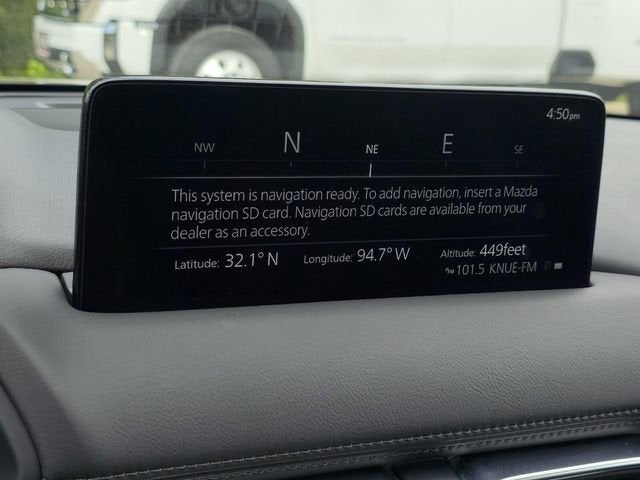 4:50pm
NW N NE E SE
This system is navigation ready. To add navigation, insert a Mazda
navigation SD card. Navigation SD cards are available from your
dealer as an accessory.
Latitude: 32.1° N Longitude: 94.7° W Altitude: 449feet
101.5 KNUE-FM